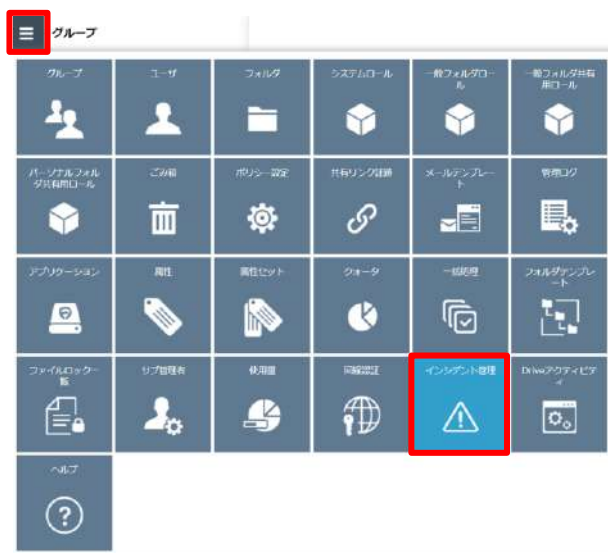 グループ
グループ
ユーザ
フォルダ
システムロール
一般フォルダロー
ル
一般フォルダ共有
用ロール
パーソナルフォル
ダ共有用ロール
ごみ箱
ポリシー設定
共有リンク証跡
メールテンプレー
ト
管理ログ
アプリケーション
属性
属性セット
クォータ
一括処理
フォルダテンプレ
ート
ファイルロック一
覧
サブ管理者
使用量
回線認証
インシデント管理
Driveアクティビテ
ィ
ヘルプ